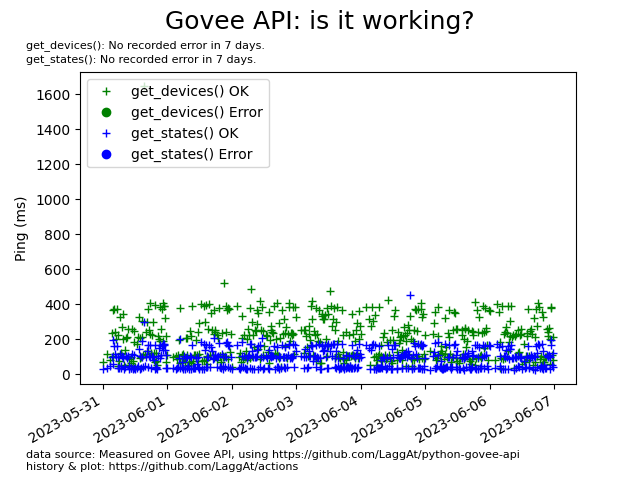 Govee API: is it working?
get_devices(): No recorded error in 7 days.
get_states(): No recorded error in 7 days.
get_devices() OK
get_devices() Error
get_states() OK
get_states() Error
Ping (ms)
1600
1400
1200
1000
800
600
400
200
0
2023-05-31
2023-06-01
2023-06-02
2023-06-03
2023-06-04
2023-06-05
2023-06-06
2023-06-07
data source: Measured on Govee API, using https://github.com/LaggAt/python-govee-api
history & plot: https://github.com/LaggAt/actions